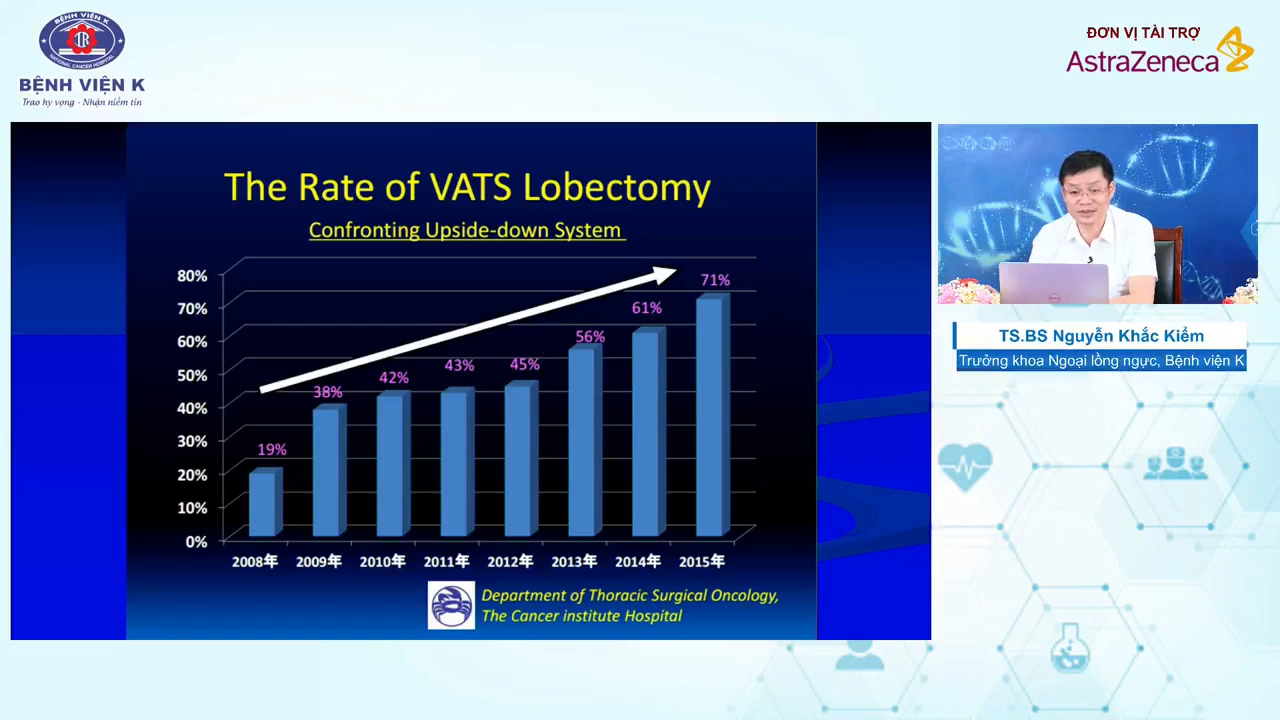 BỆNH VIỆN K
NATIONAL CANCER HOSPITAL
BỆNH VIỆN K
Trao hy vọng - Nhận niềm tin
ĐƠN VỊ TÀI TRỢ
AstraZeneca
The Rate of VATS Lobectomy
Confronting Upside-down System
80%
70%
60%
50%
40%
30%
20%
10%
0%
19%
38%
42%
43%
45%
56%
61%
71%
2008年 2009年 2010年 2011年 2012年 2013年 2014年 2015年
Department of Thoracic Surgical Oncology,
The Cancer institute Hospital
TS.BS Nguyễn Khắc Kiểm
Trưởng khoa Ngoại lồng ngực, Bệnh viện K